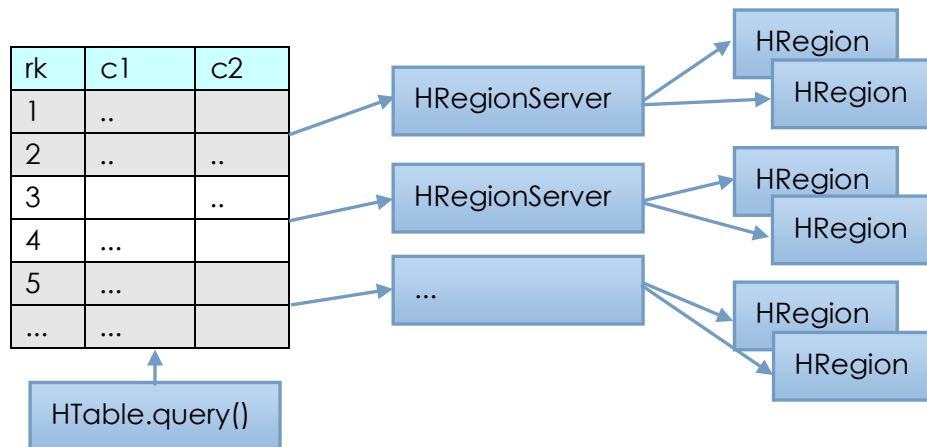 rk c1 c2
1 ..
2 .. ..
3 ..
4 ...
5 ...
... ...
HTable.query()
HRegionServer
HRegionServer
...
HRegion
HRegion
HRegion
HRegion
HRegion
HRegion